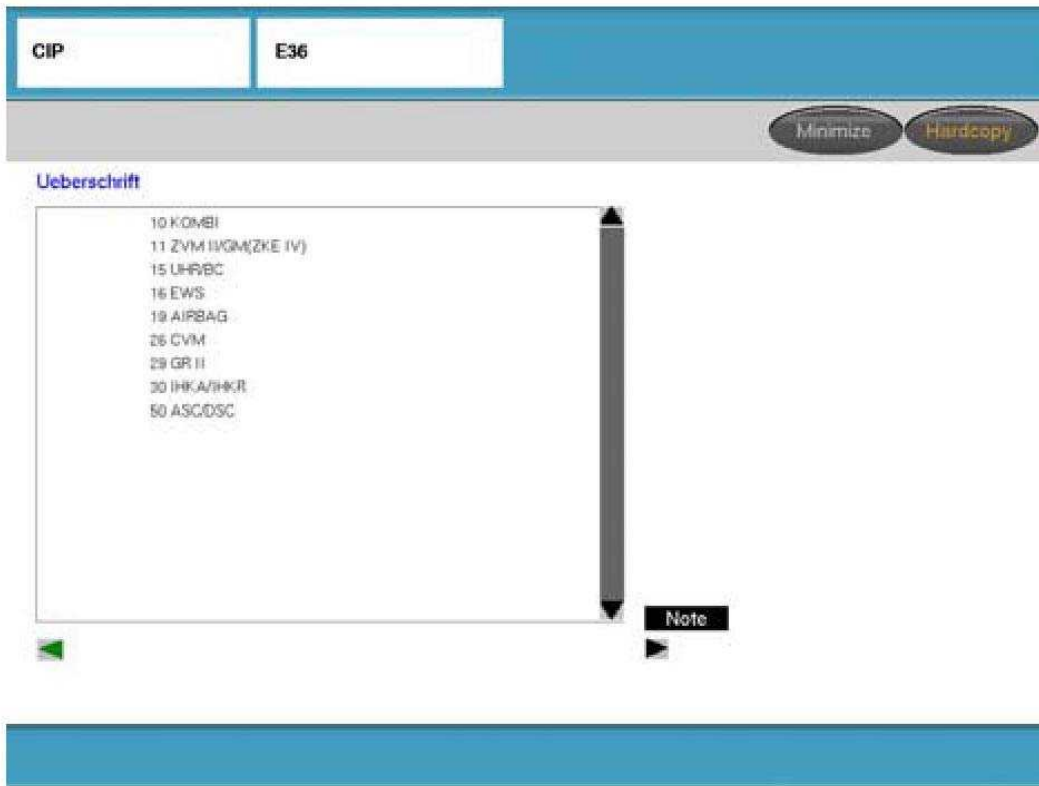 CIP
E36
Minimize
Hardcopy
Ueberschrift
10 KOMBI
11 ZVM II/GM(ZKE IV)
15 UHR/BC
16 EWS
19 AIRBAG
26 CVM
29 GR II
30 IHKA/IHKR
50 ASC/DSC
Note